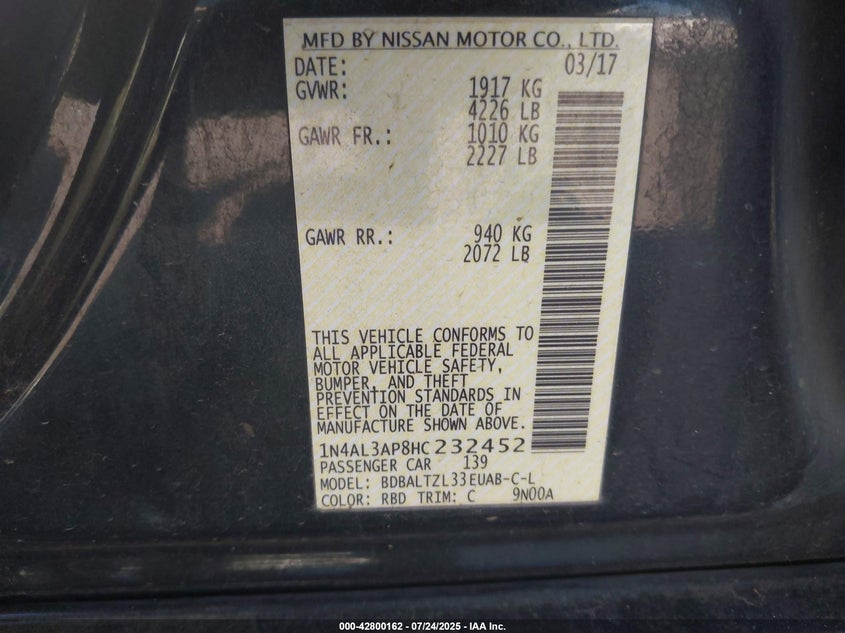 MFD BY NISSAN MOTOR CO., LTD.
DATE: 03/17
GVWR: 1917 KG
4226 LB
GAWR FR.: 1010 KG
2227 LB
GAWR RR.: 940 KG
2072 LB
THIS VEHICLE CONFORMS TO
ALL APPLICABLE FEDERAL
MOTOR VEHICLE SAFETY,
BUMPER, AND THEFT
PREVENTION STANDARDS IN
EFFECT ON THE DATE OF
MANUFACTURE SHOWN ABOVE.
1N4AL3AP8HC232452
PASSENGER CAR 139
MODEL: BDBALTZL33EUAB-C-L
COLOR: RBD TRIM: C 9N00A
000-42800162 - 07/24/2025 - IAA Inc.